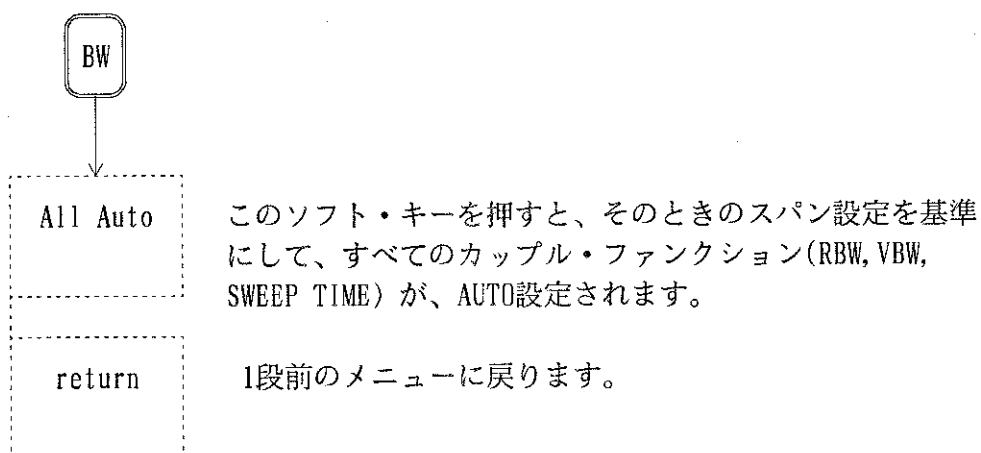 BW
All Auto
このソフト・キーを押すと、そのときのスパン設定を基準
にして、すべてのカップル・ファンクション(RBW, VBW,
SWEEP TIME) が、AUTO設定されます。
return
1段前のメニューに戻ります。